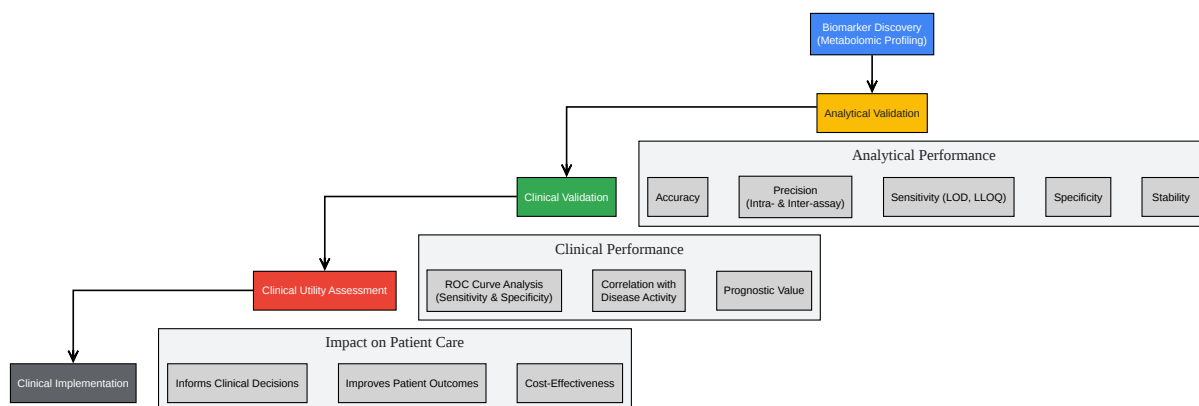 Biomarker Discovery
(Metabolomic Profiling)
Analytical Validation
Analytical Performance
Accuracy
Precision
(Intra- & Inter-assay)
Sensitivity (LOD, LLOQ)
Specificity
Stability
Clinical Validation
Clinical Performance
ROC Curve Analysis
(Sensitivity & Specificity)
Correlation with
Disease Activity
Prognostic Value
Clinical Utility Assessment
Impact on Patient Care
Informs Clinical Decisions
Improves Patient Outcomes
Cost-Effectiveness
Clinical Implementation